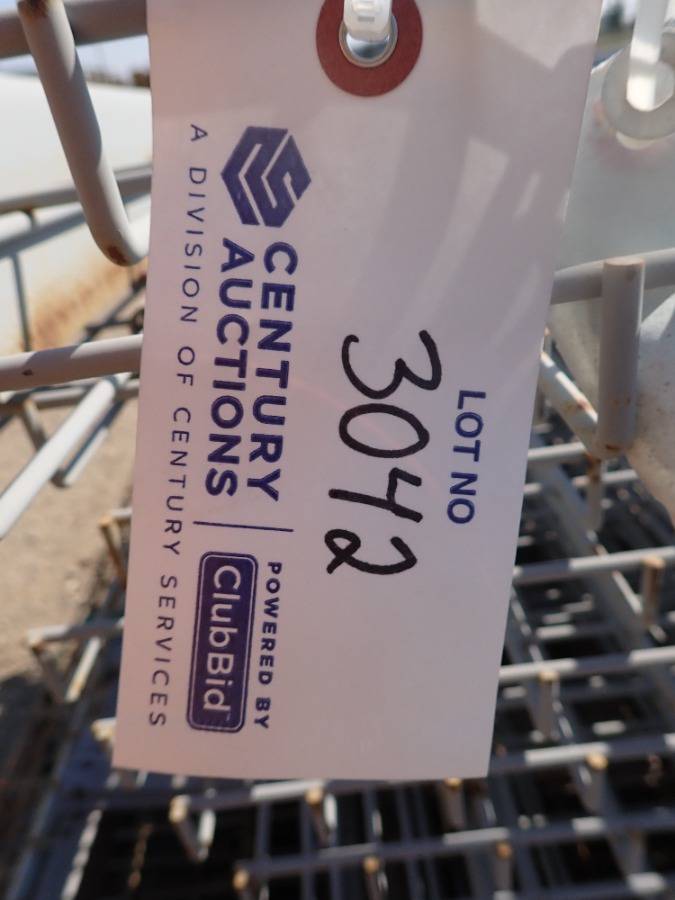 LOT NO
3042
CENTURY
AUCTIONS
A DIVISION OF CENTURY SERVICES
POWERED BY
ClubBid